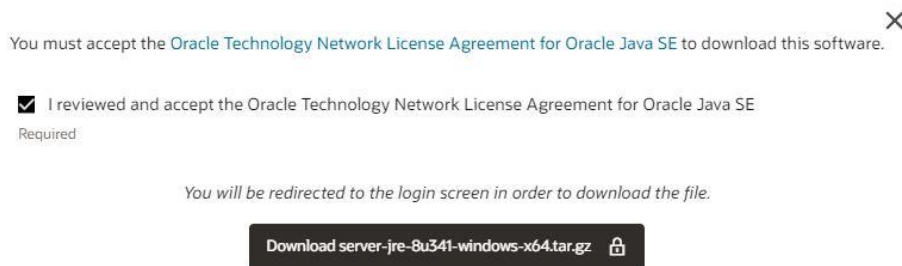 You must accept the Oracle Technology Network License Agreement for Oracle Java SE to download this software.
I reviewed and accept the Oracle Technology Network License Agreement for Oracle Java SE
Required
You will be redirected to the login screen in order to download the file.
Download server-jre-8u341-windows-x64.tar.gz